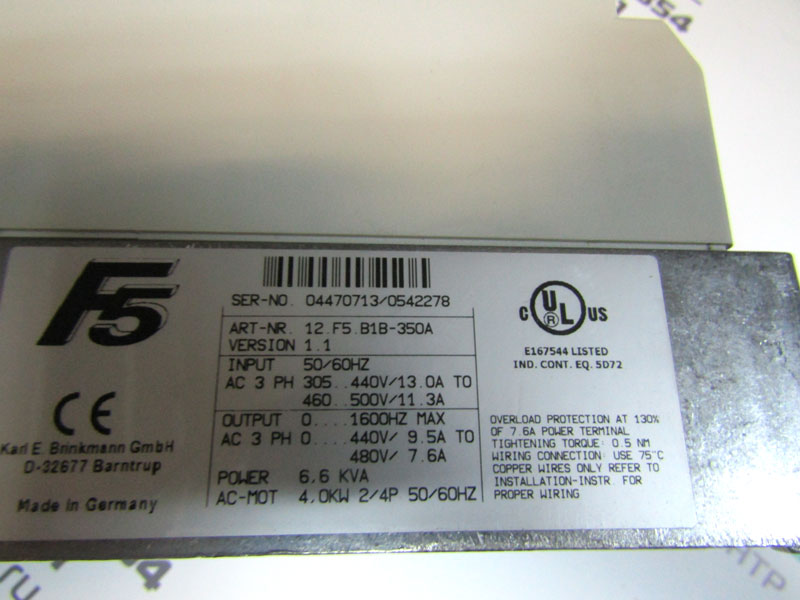 F5
SER-NO. 04470713/0542278
ART-NR. 12.F5.B1B-350A
VERSION 1.1
INPUT 50/60HZ
AC 3 PH 305..440V/13.0A TO
460..500V/11.3A
OUTPUT 0....1600HZ MAX
AC 3 PH 0....440V/ 9.5A TO
480V/ 7.6A
POWER 6,6 KVA
AC-MOT 4,0KW 2/4P 50/60HZ
CE
Karl E. Brinkmann GmbH
D-32677 Barntrup
Made in Germany
C UL US
®
E167544 LISTED
IND. CONT. EQ. 5D72
OVERLOAD PROTECTION AT 130%
OF 7.6A POWER TERMINAL
TIGHTENING TORQUE: 0.5 NM
WIRING CONNECTION: USE 75°C
COPPER WIRES ONLY REFER TO
INSTALLATION-INSTR. FOR
PROPER WIRING